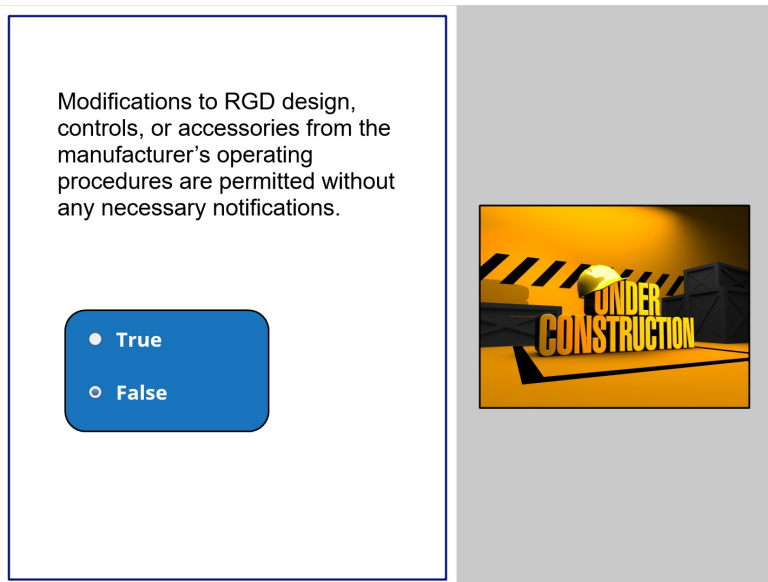 Modifications to RGD design,
controls, or accessories from the
manufacturer’s operating
procedures are permitted without
any necessary notifications.
True
False
UNDER
CONSTRUCTION